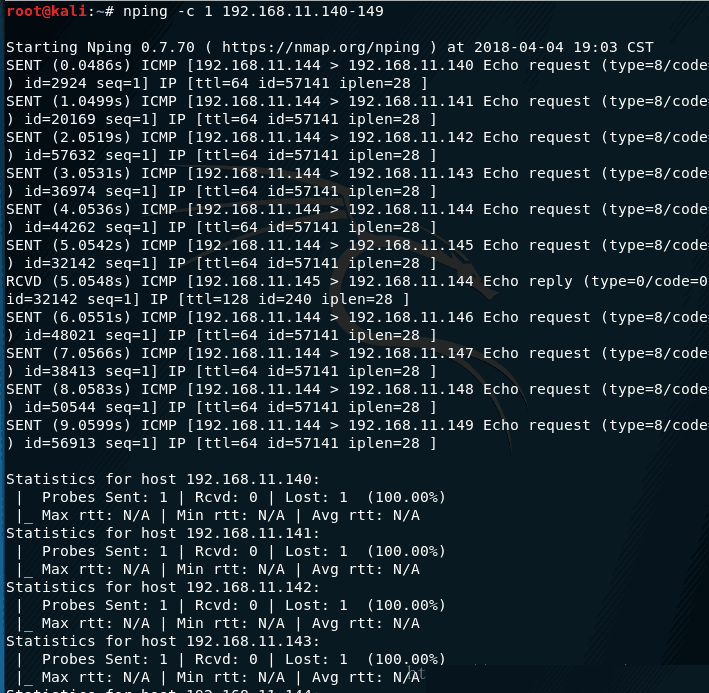 root@kali:~# nping -c 1 192.168.11.140-149
Starting Nping 0.7.70 ( https://nmap.org/nping ) at 2018-04-04 19:03 CST
SENT (0.0486s) ICMP [192.168.11.144 > 192.168.11.140 Echo request (type=8/code=
) id=2924 seq=1] IP [ttl=64 id=57141 iplen=28 ]
SENT (1.0499s) ICMP [192.168.11.144 > 192.168.11.141 Echo request (type=8/code=
) id=20169 seq=1] IP [ttl=64 id=57141 iplen=28 ]
SENT (2.0519s) ICMP [192.168.11.144 > 192.168.11.142 Echo request (type=8/code=
) id=57632 seq=1] IP [ttl=64 id=57141 iplen=28 ]
SENT (3.0531s) ICMP [192.168.11.144 > 192.168.11.143 Echo request (type=8/code=
) id=36974 seq=1] IP [ttl=64 id=57141 iplen=28 ]
SENT (4.0536s) ICMP [192.168.11.144 > 192.168.11.144 Echo request (type=8/code=
) id=44262 seq=1] IP [ttl=64 id=57141 iplen=28 ]
SENT (5.0542s) ICMP [192.168.11.144 > 192.168.11.145 Echo request (type=8/code=
) id=32142 seq=1] IP [ttl=64 id=57141 iplen=28 ]
RCVD (5.0548s) ICMP [192.168.11.145 > 192.168.11.144 Echo reply (type=0/code=0
id=32142 seq=1] IP [ttl=128 id=240 iplen=28 ]
SENT (6.0551s) ICMP [192.168.11.144 > 192.168.11.146 Echo request (type=8/code=
) id=48021 seq=1] IP [ttl=64 id=57141 iplen=28 ]
SENT (7.0566s) ICMP [192.168.11.144 > 192.168.11.147 Echo request (type=8/code=
) id=38413 seq=1] IP [ttl=64 id=57141 iplen=28 ]
SENT (8.0583s) ICMP [192.168.11.144 > 192.168.11.148 Echo request (type=8/code=
) id=50544 seq=1] IP [ttl=64 id=57141 iplen=28 ]
SENT (9.0599s) ICMP [192.168.11.144 > 192.168.11.149 Echo request (type=8/code=
) id=56913 seq=1] IP [ttl=64 id=57141 iplen=28 ]
Statistics for host 192.168.11.140:
 |  Probes Sent: 1 | Rcvd: 0 | Lost: 1  (100.00%)
 |_ Max rtt: N/A | Min rtt: N/A | Avg rtt: N/A
Statistics for host 192.168.11.141:
 |  Probes Sent: 1 | Rcvd: 0 | Lost: 1  (100.00%)
 |_ Max rtt: N/A | Min rtt: N/A | Avg rtt: N/A
Statistics for host 192.168.11.142:
 |  Probes Sent: 1 | Rcvd: 0 | Lost: 1  (100.00%)
 |_ Max rtt: N/A | Min rtt: N/A | Avg rtt: N/A
Statistics for host 192.168.11.143:
 |  Probes Sent: 1 | Rcvd: 0 | Lost: 1  (100.00%)
 |_ Max rtt: N/A | Min rtt: N/A | Avg rtt: N/A